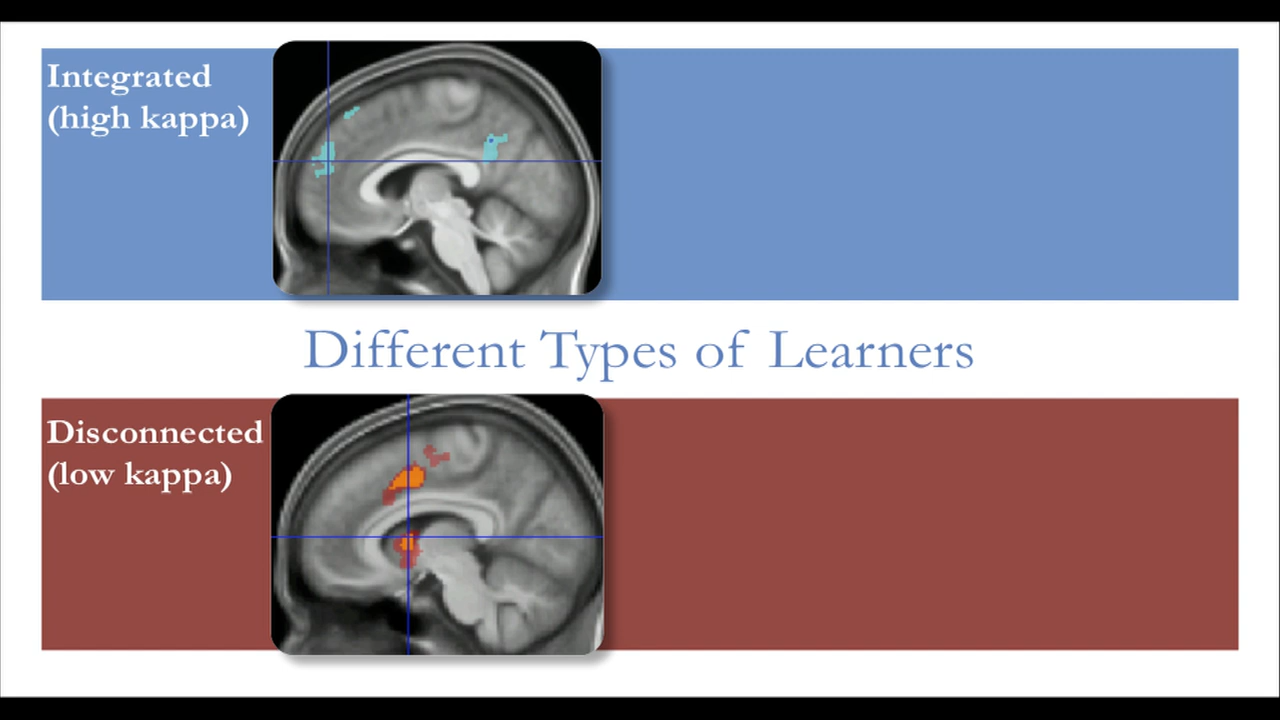 Integrated
(high kappa)
Different Types of Learners
Disconnected
(low kappa)